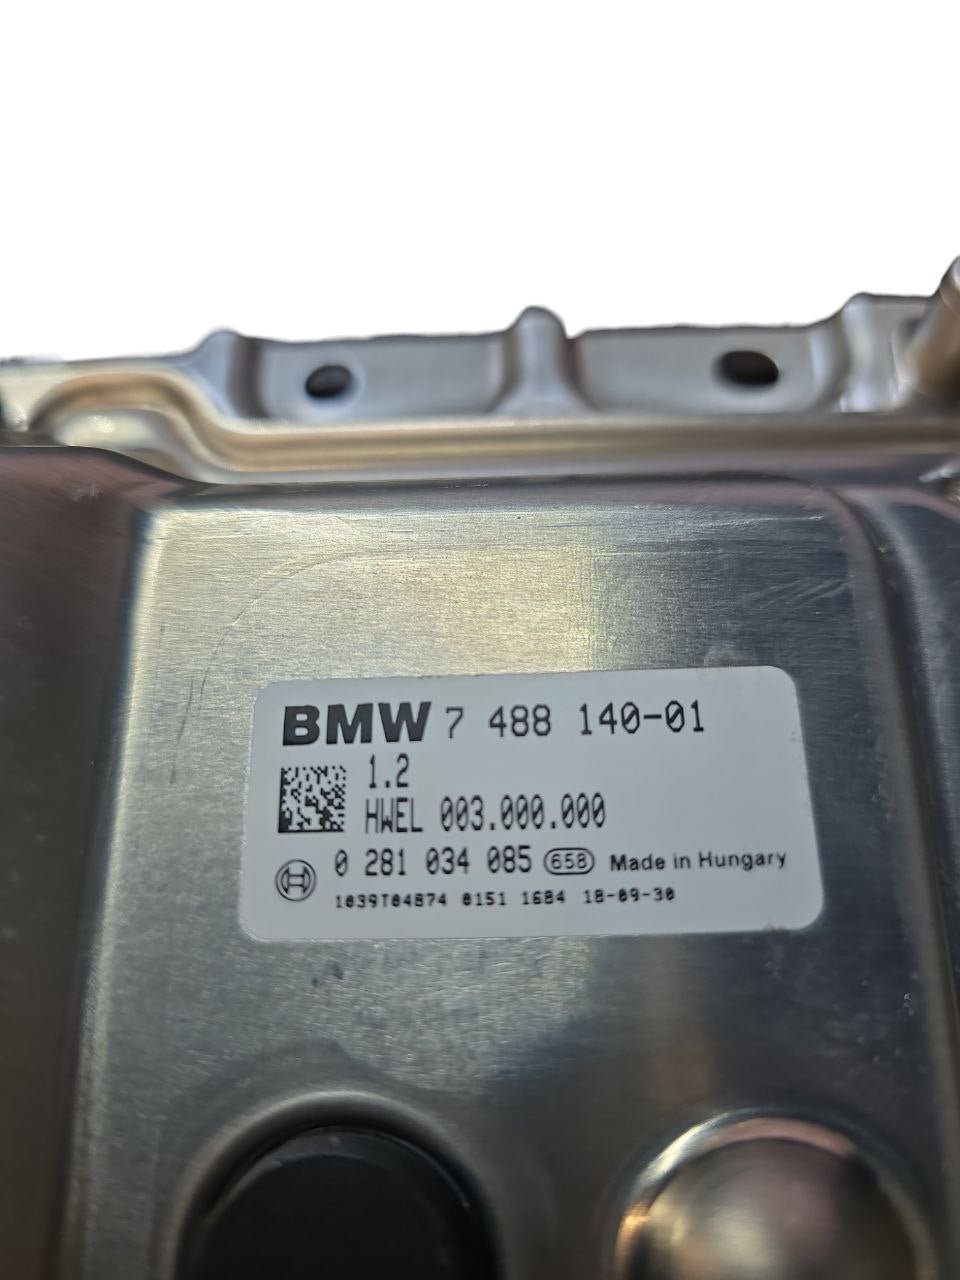 BMW 7 488 140-01
1.2
HWEL 003.000.000
0 281 034 085 658 Made in Hungary
1039T04874 0151 1684 18-09-30